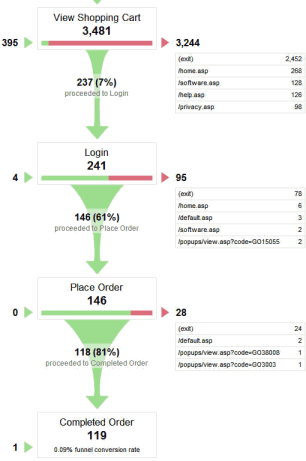 View Shopping Cart
3,481
395
3,244
(exit) 2,452
/home.asp 268
/software.asp 128
/help.asp 126
/privacy.asp 98
237 (7%)
proceeded to Login
Login
241
4
95
(exit) 78
/home.asp 6
/default.asp 3
/software.asp 2
/popups/view.asp?code=GO15055 2
146 (61%)
proceeded to Place Order
Place Order
146
0
28
(exit) 24
/default.asp 2
/popups/view.asp?code=GO38008 1
/popups/view.asp?code=GO3003 1
118 (81%)
proceeded to Completed Order
Completed Order
119
1
0.09% funnel conversion rate